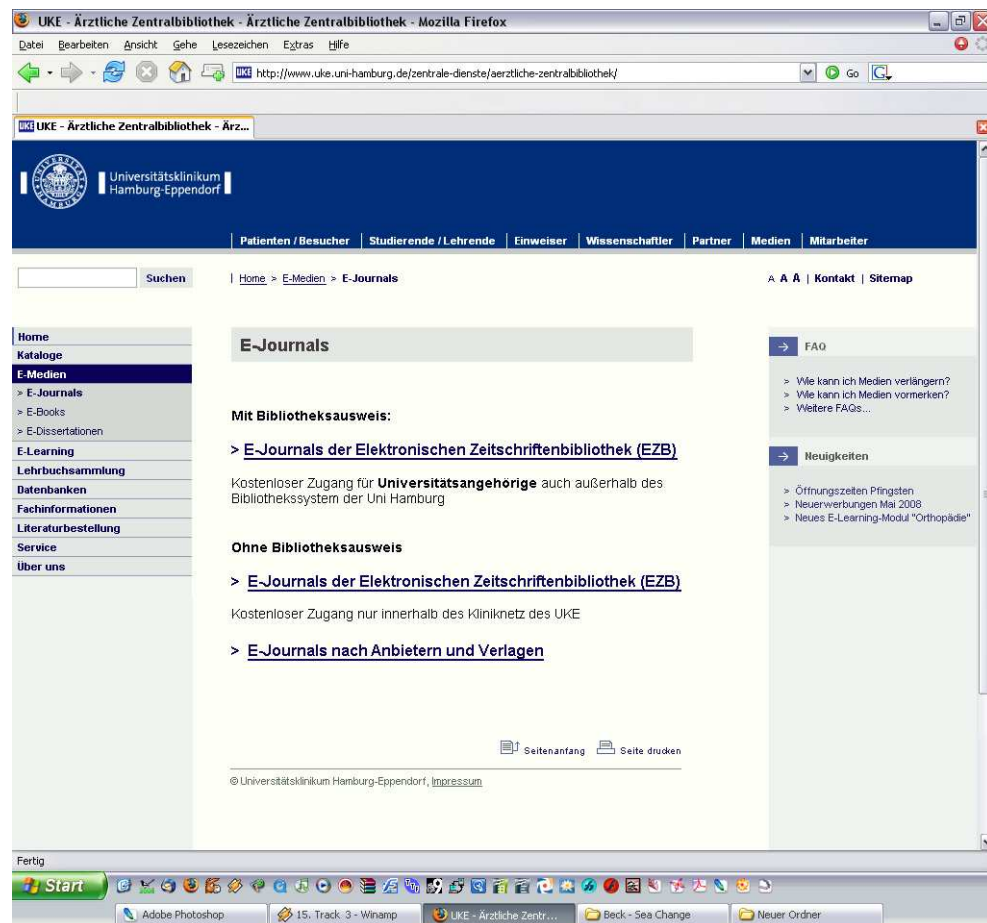 UKE - Ärztliche Zentralbibliothek - Ärztliche Zentralbibliothek - Mozilla Firefox
Datei Bearbeiten Ansicht Gehe Lesezeichen Extras Hilfe
UKE http://www.uke.uni-hamburg.de/zentrale-dienste/aerztliche-zentralbibliothek/ Go G
UKE UKE - Ärztliche Zentralbibliothek - Ärz...
Universitätsklinikum
Hamburg-Eppendorf
Patienten / Besucher | Studierende / Lehrende | Einweiser | Wissenschaftler | Partner | Medien | Mitarbeiter
Suchen | Home > E-Medien > E-Journals A A A | Kontakt | Sitemap
Home
Kataloge
E-Medien
> E-Journals
> E-Books
> E-Dissertationen
E-Learning
Lehrbuchsammlung
Datenbanken
Fachinformationen
Literaturbestellung
Service
Über uns
E-Journals
Mit Bibliotheksausweis:
> E-Journals der Elektronischen Zeitschriftenbibliothek (EZB)
Kostenloser Zugang für Universitätsangehörige auch außerhalb des
Bibliothekssystem der Uni Hamburg
Ohne Bibliotheksausweis
> E-Journals der Elektronischen Zeitschriftenbibliothek (EZB)
Kostenloser Zugang nur innerhalb des Kliniknetz des UKE
> E-Journals nach Anbietern und Verlagen
Seitenanfang Seite drucken
© Universitätsklinikum Hamburg-Eppendorf, Impressum
FAQ
> Wie kann ich Medien verlängern?
> Wie kann ich Medien vormerken?
> Weitere FAQs...
Neuigkeiten
> Öffnungszeiten Pfingsten
> Neuerwerbungen Mai 2008
> Neues E-Learning-Modul "Orthopädie"
Fertig
Start
Adobe Photoshop 15. Track 3 - Winamp UKE - Ärztliche Zentr... Beck - Sea Change Neuer Ordner